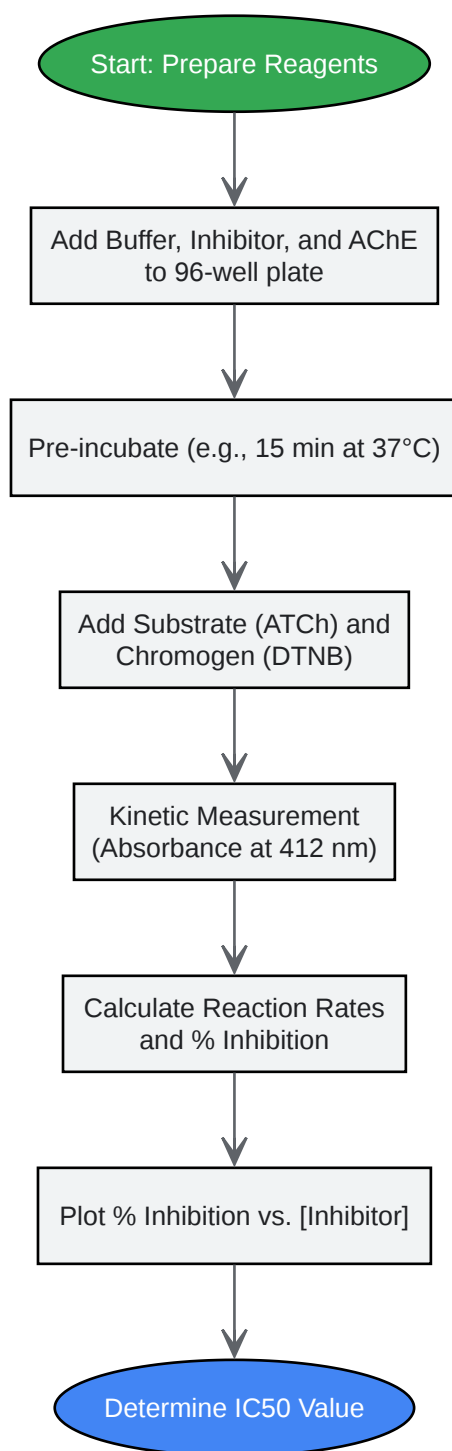 Start: Prepare Reagents
Add Buffer, Inhibitor, and AChE
to 96-well plate
Pre-incubate (e.g., 15 min at 37°C)
Add Substrate (ATCh) and
Chromogen (DTNB)
Kinetic Measurement
(Absorbance at 412 nm)
Calculate Reaction Rates
and % Inhibition
Plot % Inhibition vs. [Inhibitor]
Determine IC50 Value